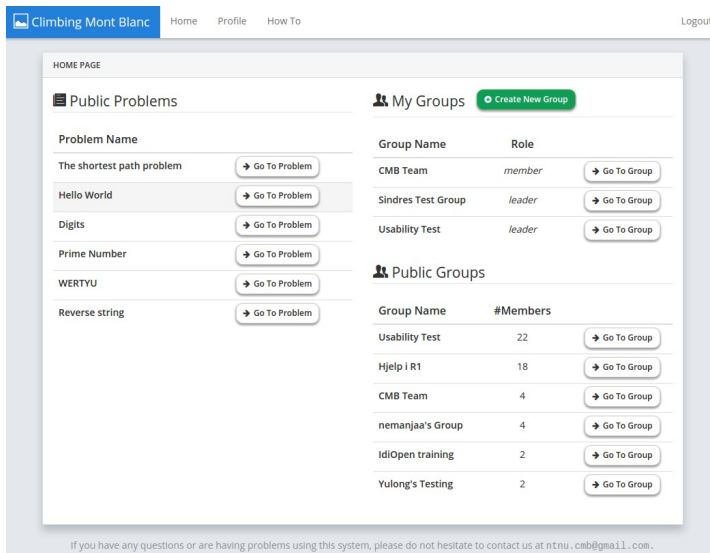 Climbing Mont Blanc Home Profile How To Logout
HOME PAGE
Public Problems
Problem Name
The shortest path problem Go To Problem
Hello World Go To Problem
Digits Go To Problem
Prime Number Go To Problem
WERTYU Go To Problem
Reverse string Go To Problem
My Groups Create New Group
Group Name Role
CMB Team member Go To Group
Sindres Test Group leader Go To Group
Usability Test leader Go To Group
Public Groups
Group Name #Members
Usability Test 22 Go To Group
Hjelp i R1 18 Go To Group
CMB Team 4 Go To Group
nemanjaa's Group 4 Go To Group
IdiOpen training 2 Go To Group
Yulong's Testing 2 Go To Group
If you have any questions or are having problems using this system, please do not hesitate to contact us at ntnu.cmb@gmail.com.